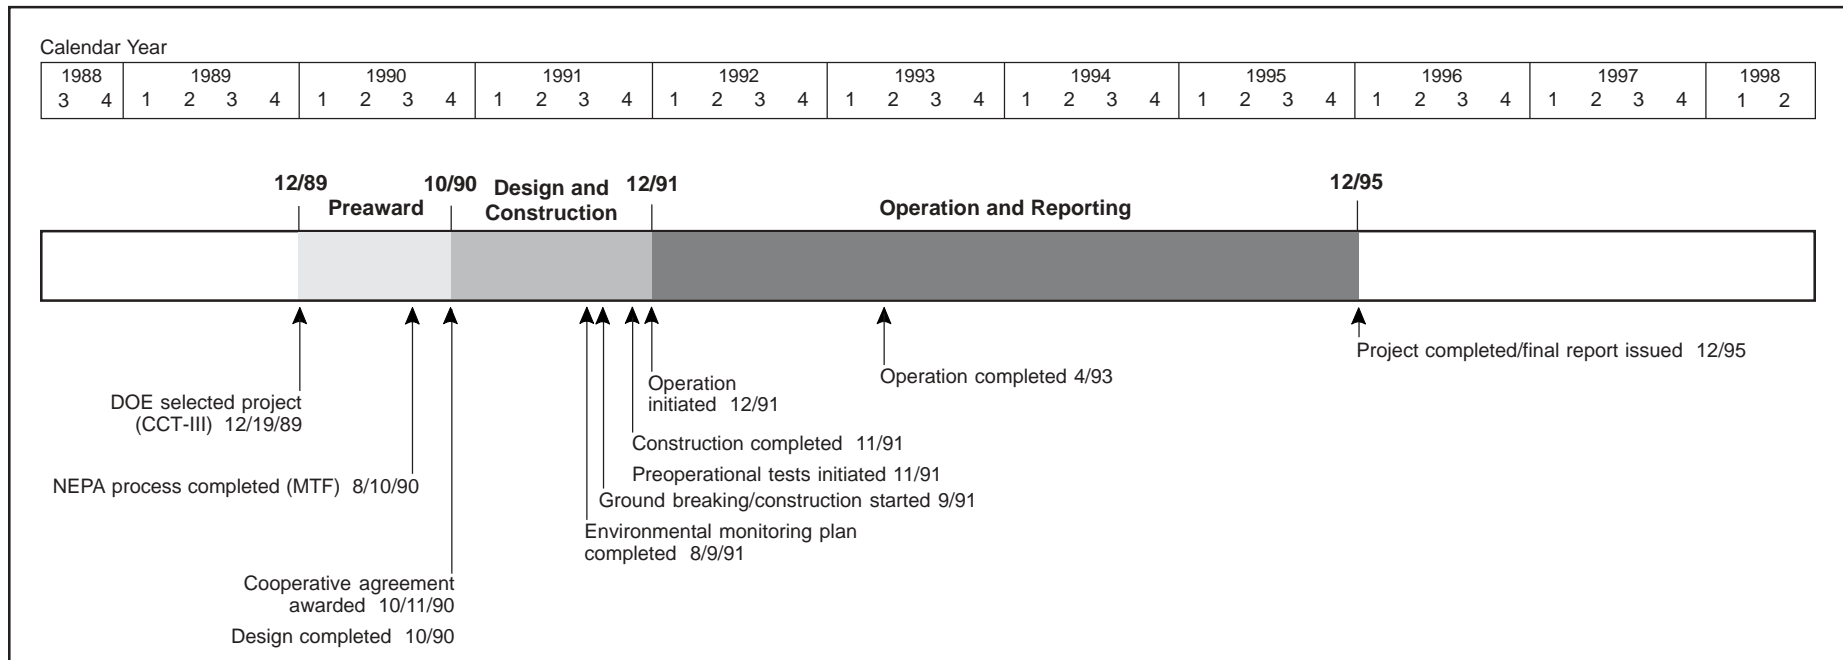 Calendar Year
1988 1989 1990 1991 1992 1993 1994 1995 1996 1997 1998
3 4 1 2 3 4 1 2 3 4 1 2 3 4 1 2 3 4 1 2 3 4 1 2 3 4 1 2 3 4 1 2 3 4 1 2 3 4 1 2
12/89 10/90 Design and 12/91 12/95
Preaward Construction Operation and Reporting
Project completed/final report issued 12/95
Operation completed 4/93
Operation
initiated 12/91
DOE selected project
(CCT-III) 12/19/89
Construction completed 11/91
Preoperational tests initiated 11/91
NEPA process completed (MTF) 8/10/90
Ground breaking/construction started 9/91
Environmental monitoring plan
completed 8/9/91
Cooperative agreement
awarded 10/11/90
Design completed 10/90